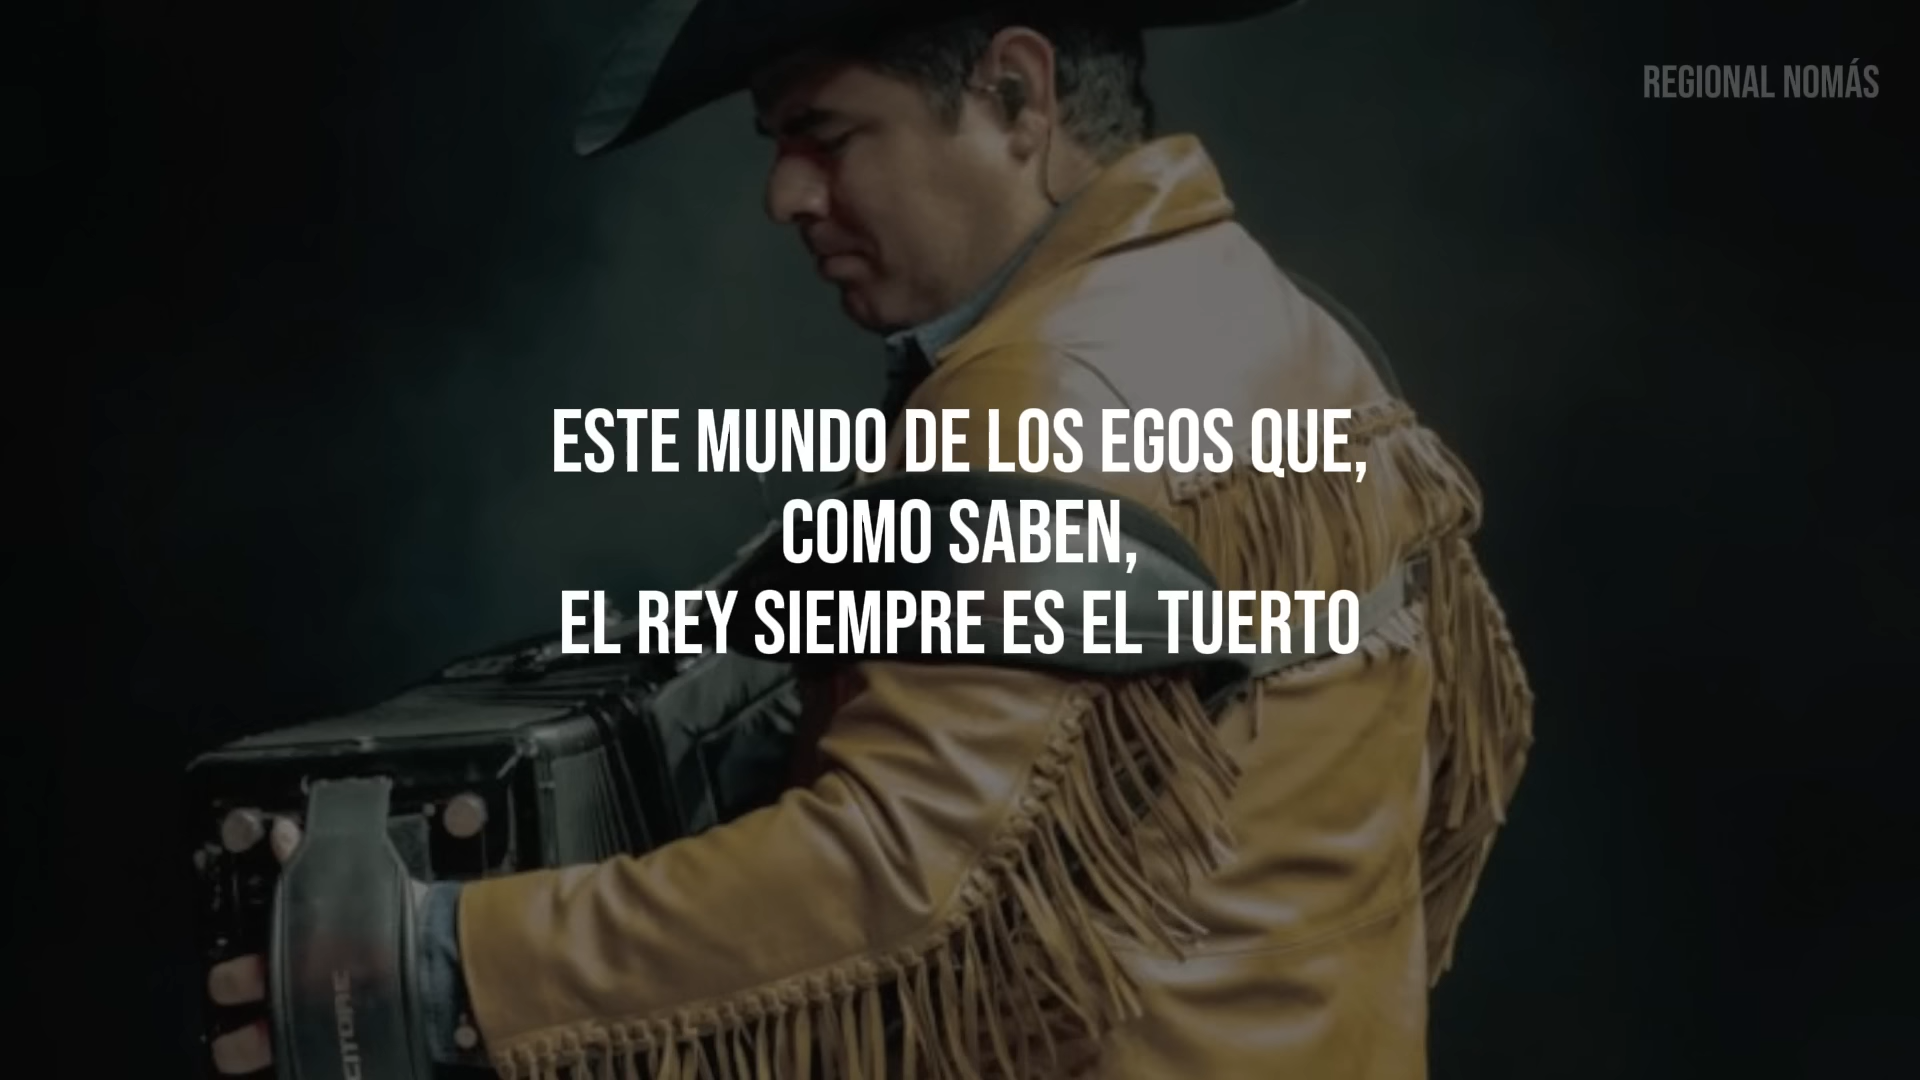 REGIONAL NOMÁS
ESTE MUNDO DE LOS EGOS QUE,
COMO SABEN,
EL REY SIEMPRE ES EL TUERTO